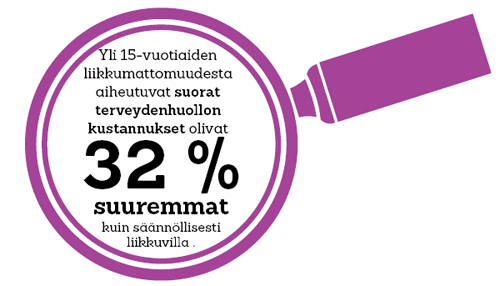 Yli 15-vuotiaiden
liikkumattomuudesta
aiheutuvat suorat
terveydenhuollon
kustannukset olivat
32 %
suuremmat
kuin säännöllisesti
liikkuvilla .